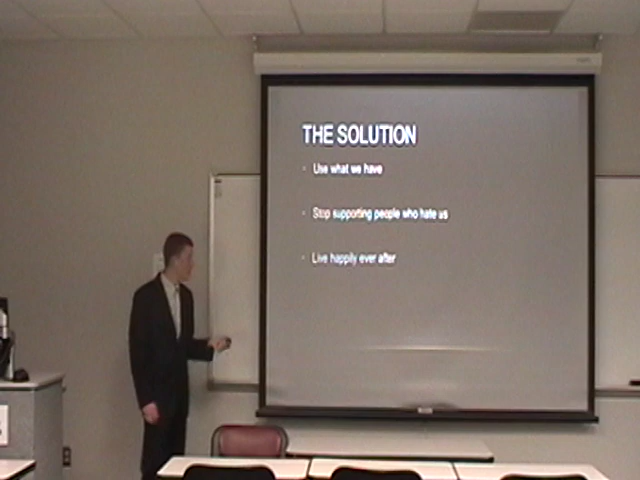 THE SOLUTION
Use what we have
Stop supporting people who hate us
Live happily ever after